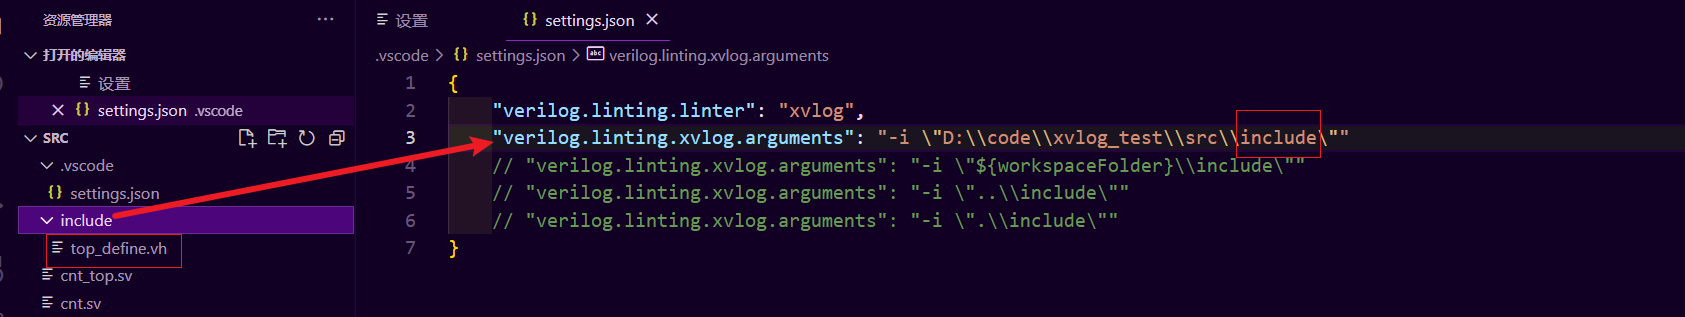 资源管理器 ···
打开的编辑器
设置
settings.json .vscode
SRC
.vscode
{} settings.json
include
top_define.vh
cnt_top.sv
cnt.sv
设置
{} settings.json
.vscode > {} settings.json > abc verilog.linting.xvlog.arguments
1 {
2 "verilog.linting.linter": "xvlog",
3 "verilog.linting.xvlog.arguments": "-i \"D:\\code\\xvlog_test\\src\\include\""
4 // "verilog.linting.xvlog.arguments": "-i \"${workspaceFolder}\\include\""
5 // "verilog.linting.xvlog.arguments": "-i \"..\\include\""
6 // "verilog.linting.xvlog.arguments": "-i \".\\include\""
7 }